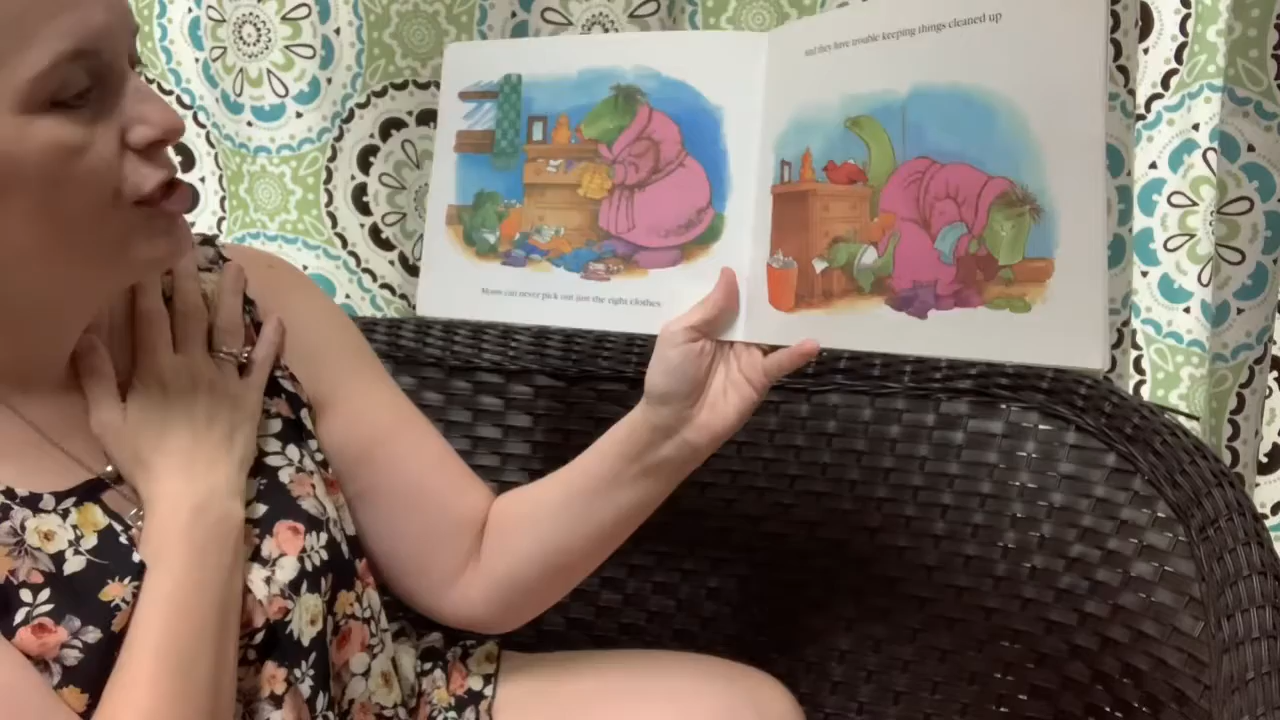 Moms can never pick out just the right clothes
And they have trouble keeping things cleaned up